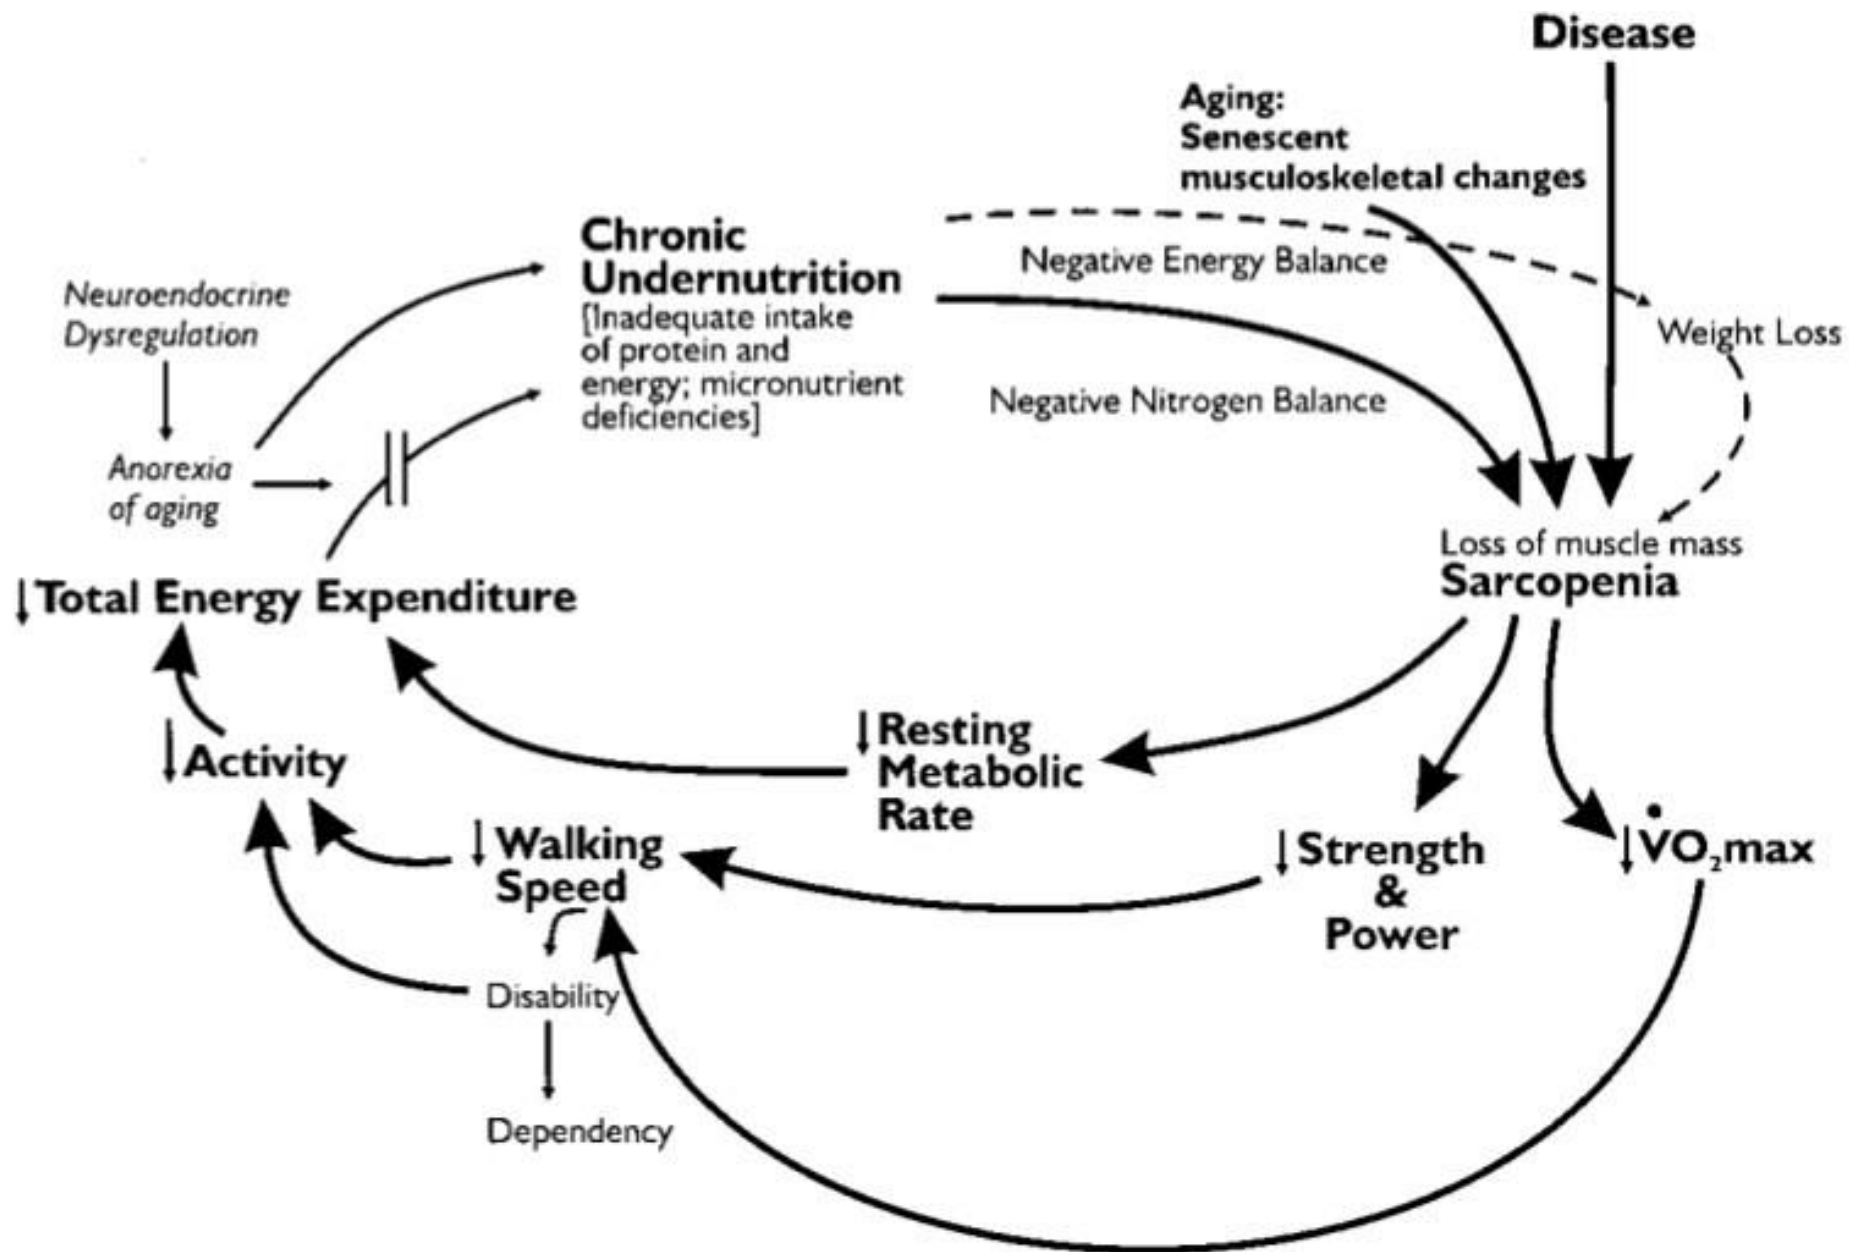 Disease
Aging:
Senescent
musculoskeletal changes
Chronic
Undernutrition
[Inadequate intake
of protein and
energy; micronutrient
deficiencies]
Negative Energy Balance
Negative Nitrogen Balance
Weight Loss
Neuroendocrine
Dysregulation
Anorexia
of aging
Loss of muscle mass
Sarcopenia
↓Total Energy Expenditure
↓Resting
Metabolic
Rate
↓Activity
↓Walking
Speed
↓Strength
&
Power
↓V̇O₂max
Disability
Dependency